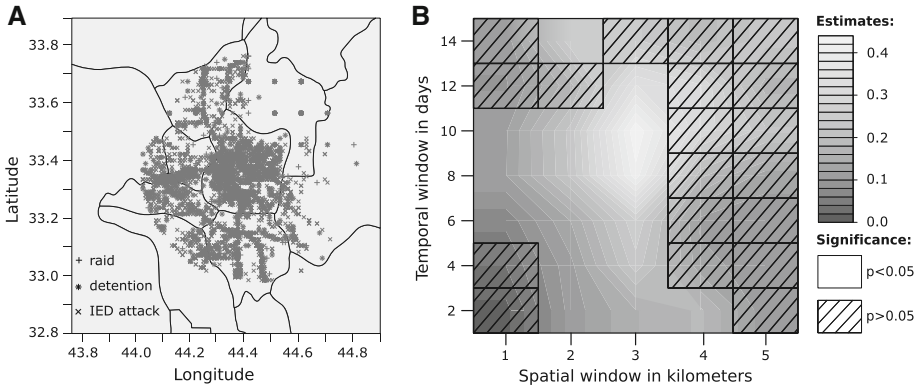 A
33.8
33.6
33.4
33.2
33.0
32.8
Latitude
+ raid
* detention
× IED attack
43.8 44.0 44.2 44.4 44.6 44.8
Longitude
B
14
12
10
8
6
4
2
Temporal window in days
1 2 3 4 5
Spatial window in kilometers
Estimates:
0.4
0.3
0.2
0.1
0.0
Significance:
p<0.05
p>0.05